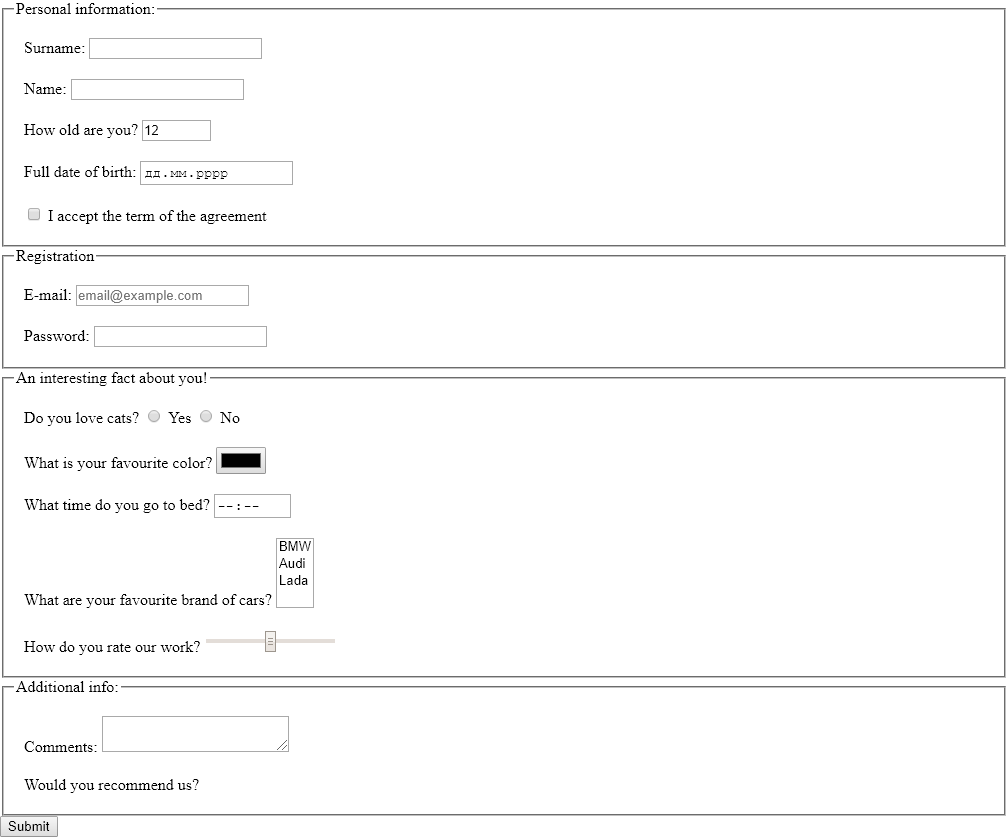 Personal information:
Surname:
Name:
How old are you? 12
Full date of birth: дд.мм.рррр
I accept the term of the agreement
Registration
E-mail: email@example.com
Password:
An interesting fact about you!
Do you love cats? Yes No
What is your favourite color?
What time do you go to bed? --:--
BMW
Audi
Lada
What are your favourite brand of cars?
How do you rate our work?
Additional info:
Comments:
Would you recommend us?
Submit